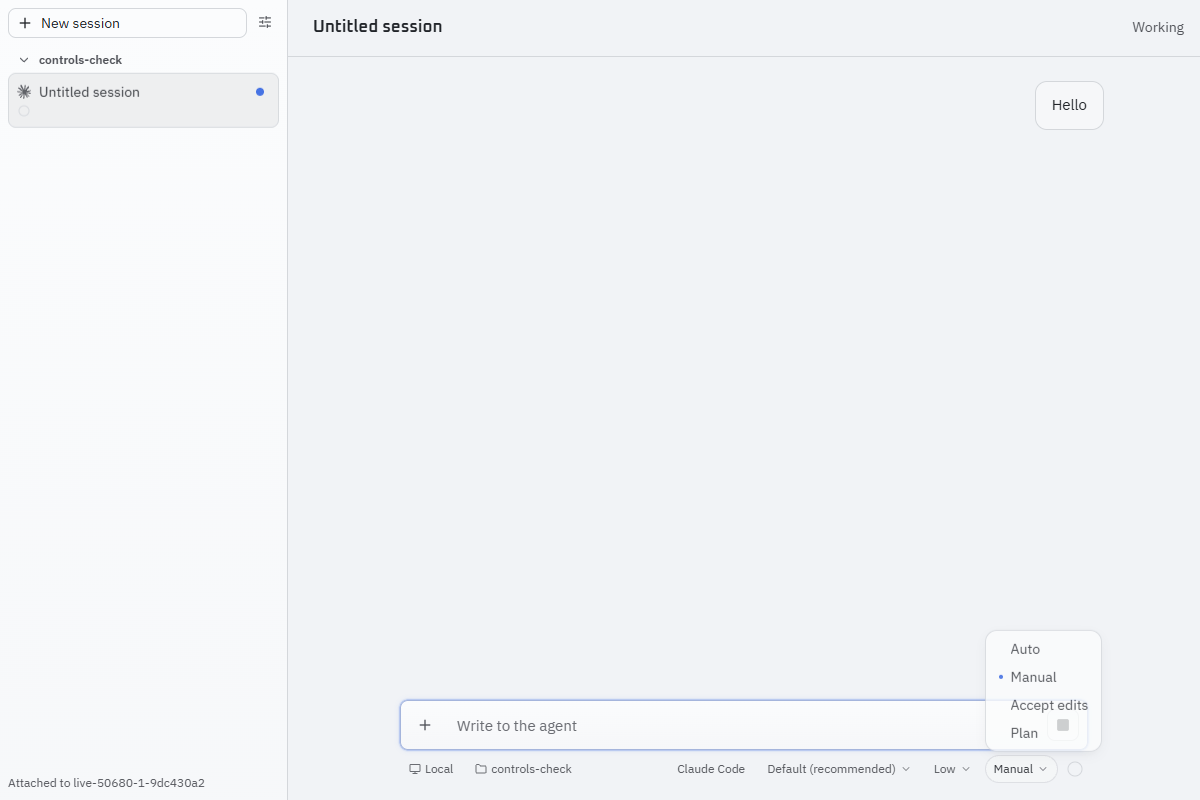 New session
controls-check
Untitled session
Attached to live-50680-1-9dc430a2
Untitled session
Working
Hello
Auto
Manual
Accept edits
Plan
Write to the agent
Local
controls-check
Claude Code
Default (recommended)
Low
Manual